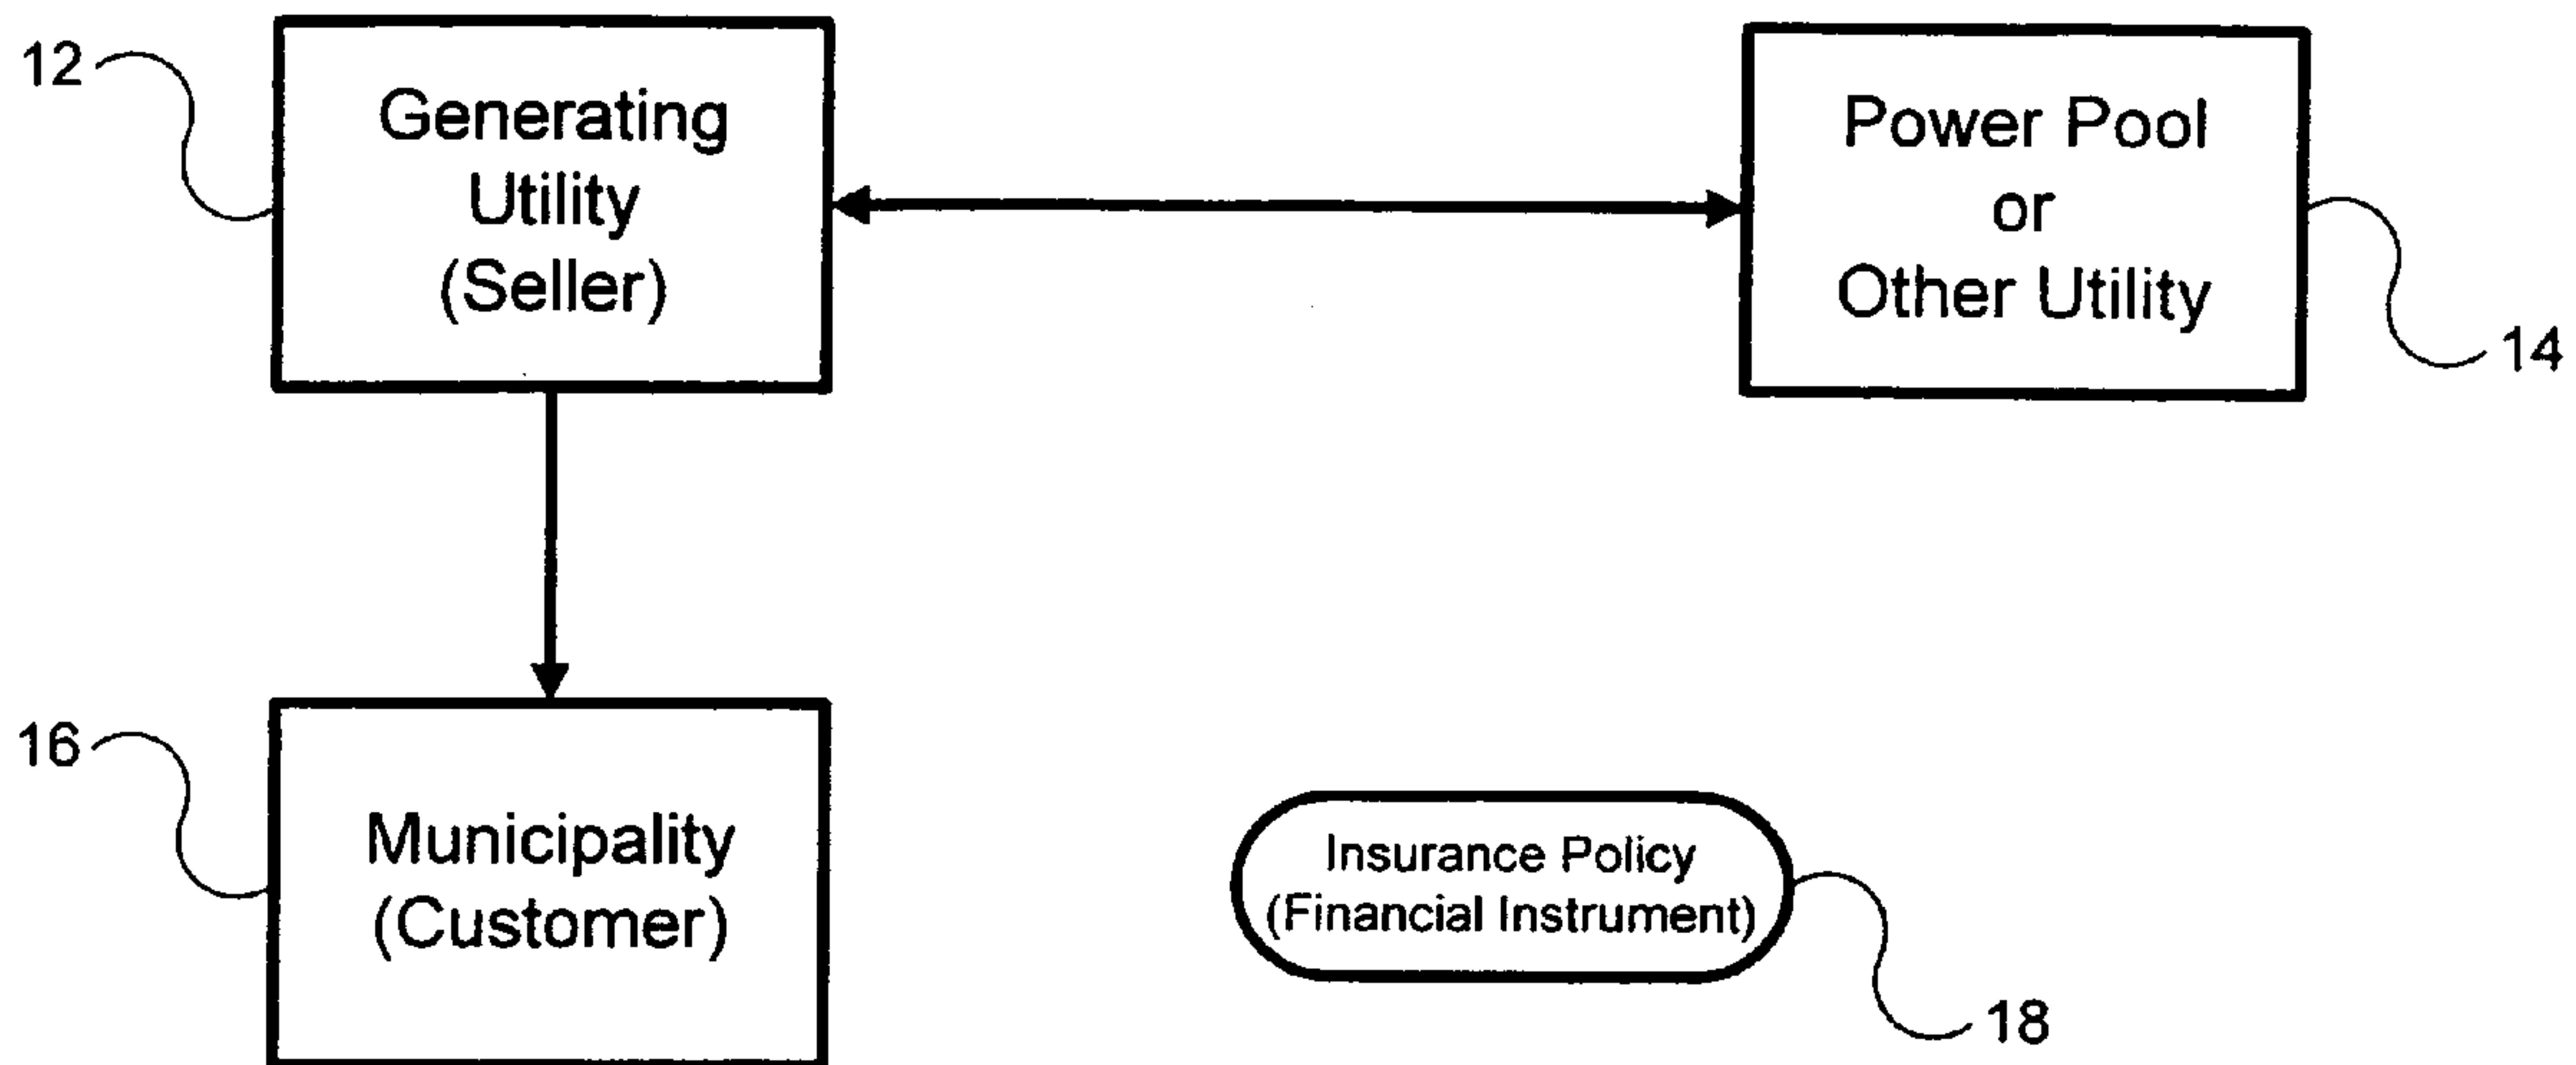 12
Generating
Utility
(Seller)
Power Pool
or
Other Utility
14
16
Municipality
(Customer)
Insurance Policy
(Financial Instrument)
18